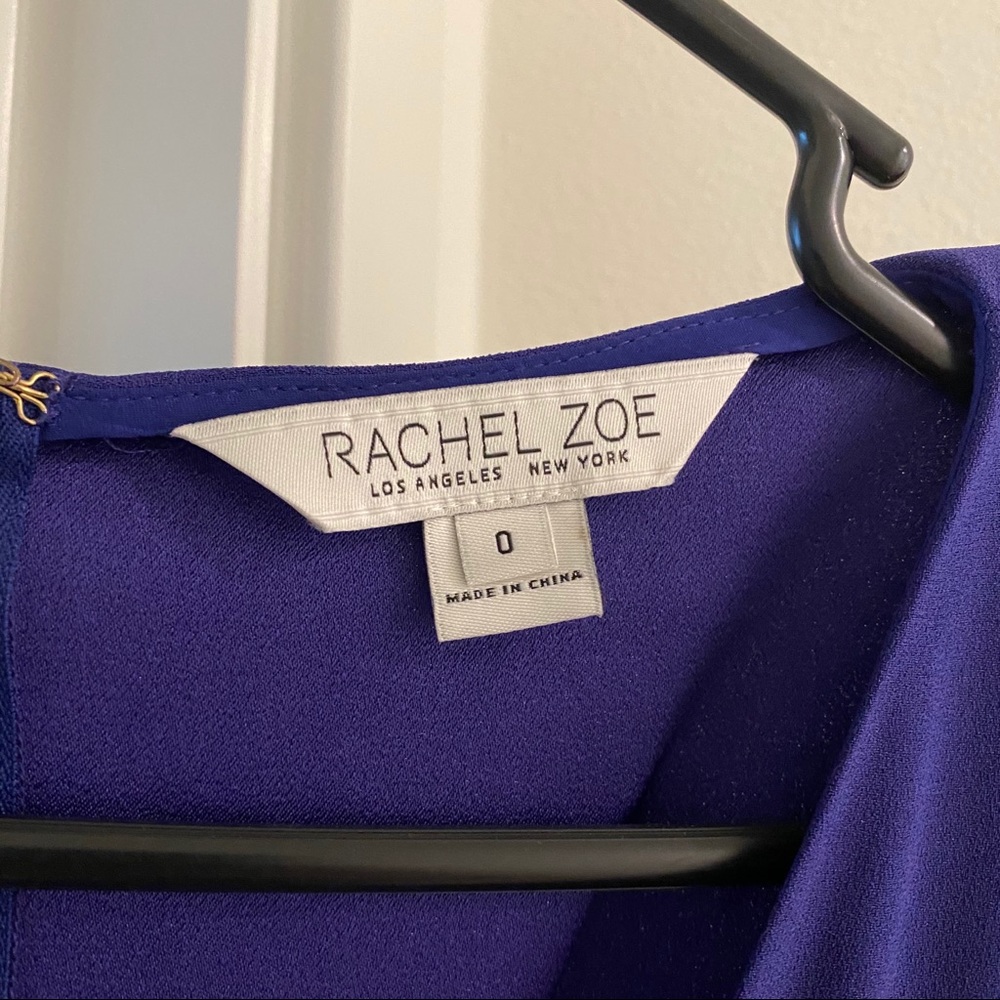 RACHEL ZOE
LOS ANGELES NEW YORK
0
MADE IN CHINA